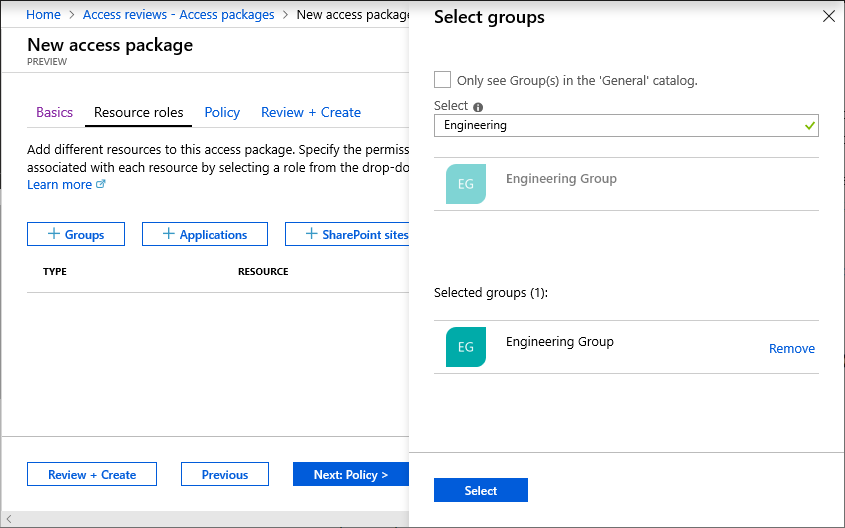 Home > Access reviews - Access packages > New access package
New access package
PREVIEW
Basics Resource roles Policy Review + Create
Add different resources to this access package. Specify the permis
associated with each resource by selecting a role from the drop-do
Learn more
+ Groups + Applications + SharePoint sites
TYPE RESOURCE
Review + Create Previous Next: Policy >
Select groups
Only see Group(s) in the 'General' catalog.
Select
Engineering
EG Engineering Group
Selected groups (1):
EG Engineering Group Remove
Select